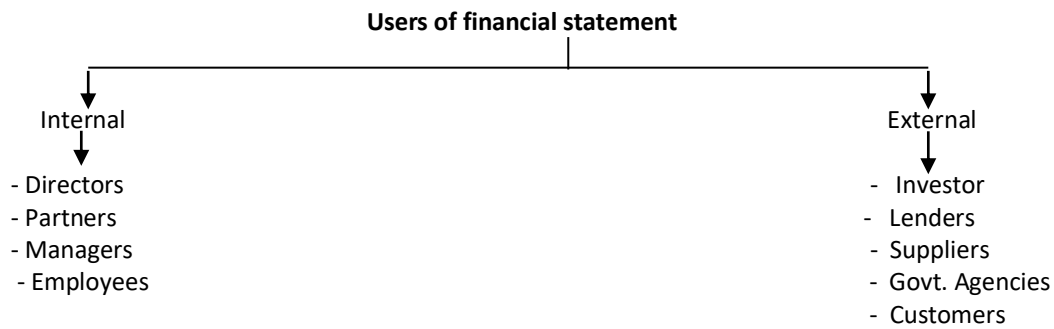 Users of financial statement
Internal
External
- Directors
- Partners
- Managers
- Employees
- Investor
- Lenders
- Suppliers
- Govt. Agencies
- Customers